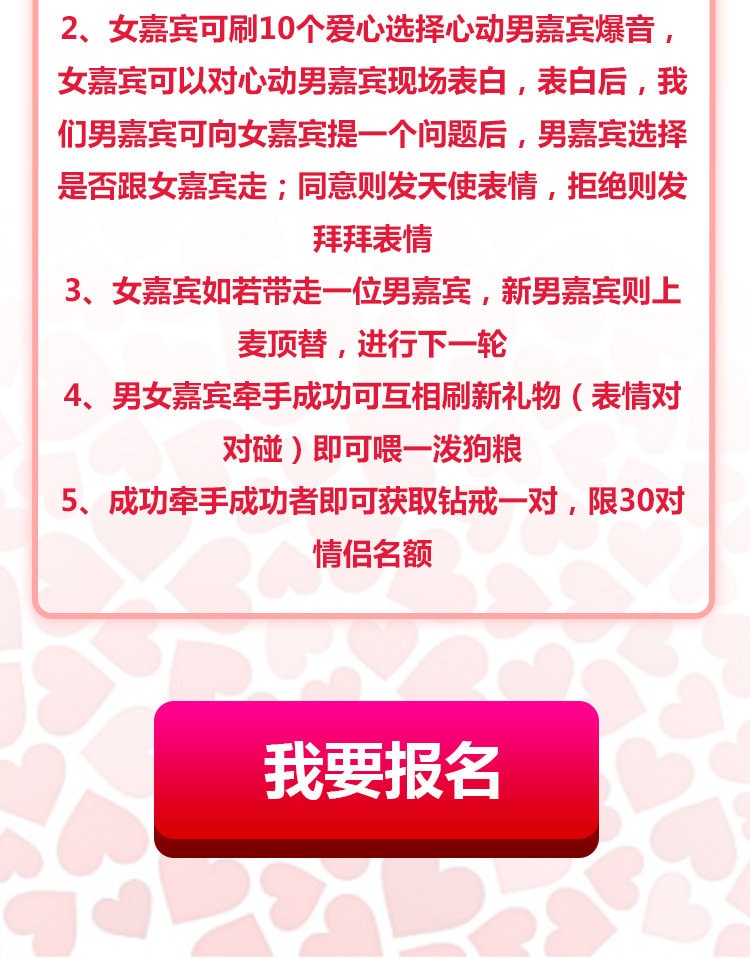 2、女嘉宾可刷10个爱心选择心动男嘉宾爆音，
女嘉宾可以对心动男嘉宾现场表白，表白后，我
们男嘉宾可向女嘉宾提一个问题后，男嘉宾选择
是否跟女嘉宾走；同意则发天使表情，拒绝则发
拜拜表情
3、女嘉宾如若带走一位男嘉宾，新男嘉宾则上
麦顶替，进行下一轮
4、男女嘉宾牵手成功可互相刷新礼物（表情对
对碰）即可喂一泼狗粮
5、成功牵手成功者即可获取钻戒一对，限30对
情侣名额
我要报名